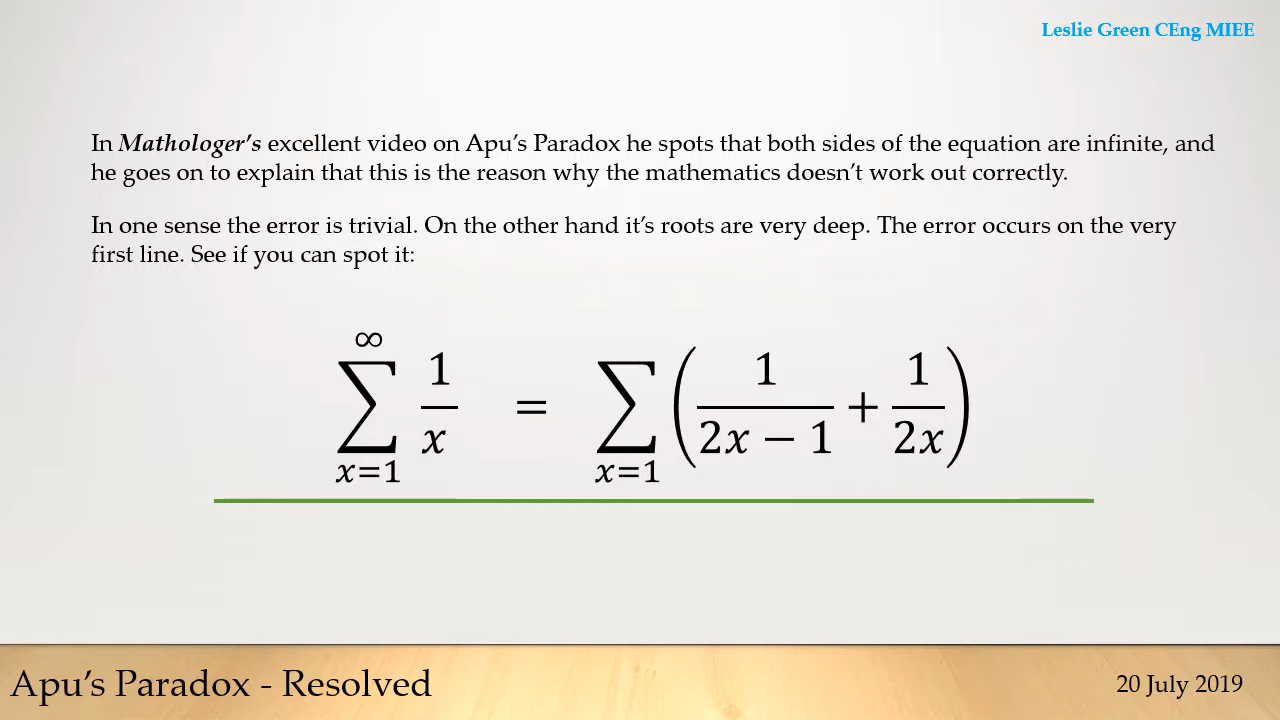 Leslie Green CEng MIEE
In Mathologer’s excellent video on Apu’s Paradox he spots that both sides of the equation are infinite, and
he goes on to explain that this is the reason why the mathematics doesn’t work out correctly.
In one sense the error is trivial. On the other hand it’s roots are very deep. The error occurs on the very
first line. See if you can spot it:
∞
∑ 1/x = ∑ (1/(2x − 1) + 1/(2x))
x=1 x=1
Apu’s Paradox - Resolved
20 July 2019